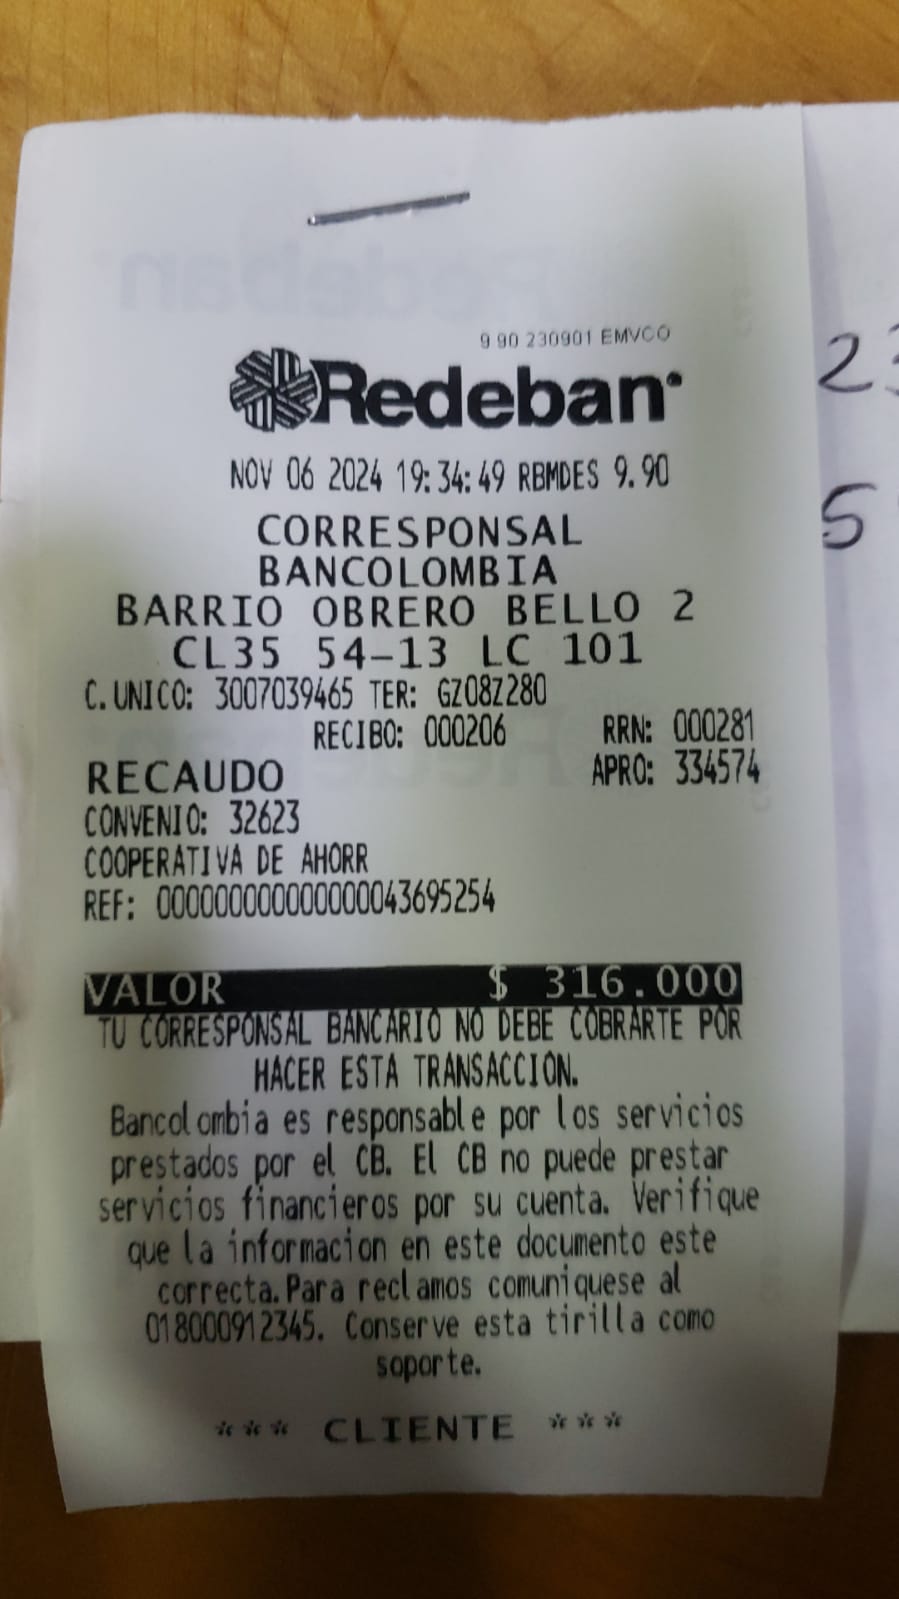 9 90 230901 EMVCO
Redeban
NOV 06 2024 19:34:49 RBMDES 9.90
CORRESPONSAL
BANCOLOMBIA
BARRIO OBRERO BELLO 2
CL35 54-13 LC 101
C.UNICO: 3007039465 TER: GZ08Z280
RECIBO: 000206 RRN: 000281
RECAUDO APRO: 334574
CONVENIO: 32623
COOPERATIVA DE AHORR
REF: 000000000000000043695254
VALOR $ 316.000
TU CORRESPONSAL BANCARIO NO DEBE COBRARTE POR
HACER ESTA TRANSACCION.
Bancolombia es responsable por los servicios
prestados por el CB. El CB no puede prestar
servicios financieros por su cuenta. Verifique
que la informacion en este documento este
correcta.Para reclamos comuniquese al
018000912345. Conserve esta tirilla como
soporte.
*** CLIENTE ***